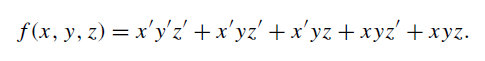 f(x, y, z) = x′y′z′ + x′yz′ + x′yz + xyz′ + xyz.